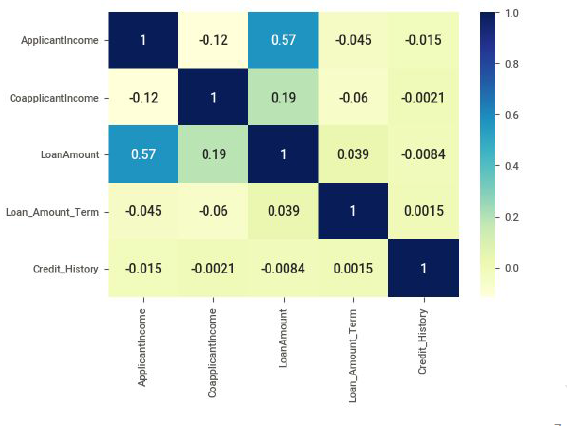 ApplicantIncome 1 -0.12 0.57 -0.045 -0.015
CoapplicantIncome -0.12 1 0.19 -0.06 -0.0021
LoanAmount 0.57 0.19 1 0.039 -0.0084
Loan_Amount_Term -0.045 -0.06 0.039 1 0.0015
Credit_History -0.015 -0.0021 -0.0084 0.0015 1
ApplicantIncome
CoapplicantIncome
LoanAmount
Loan_Amount_Term
Credit_History
1.0
0.8
0.6
0.4
0.2
0.0